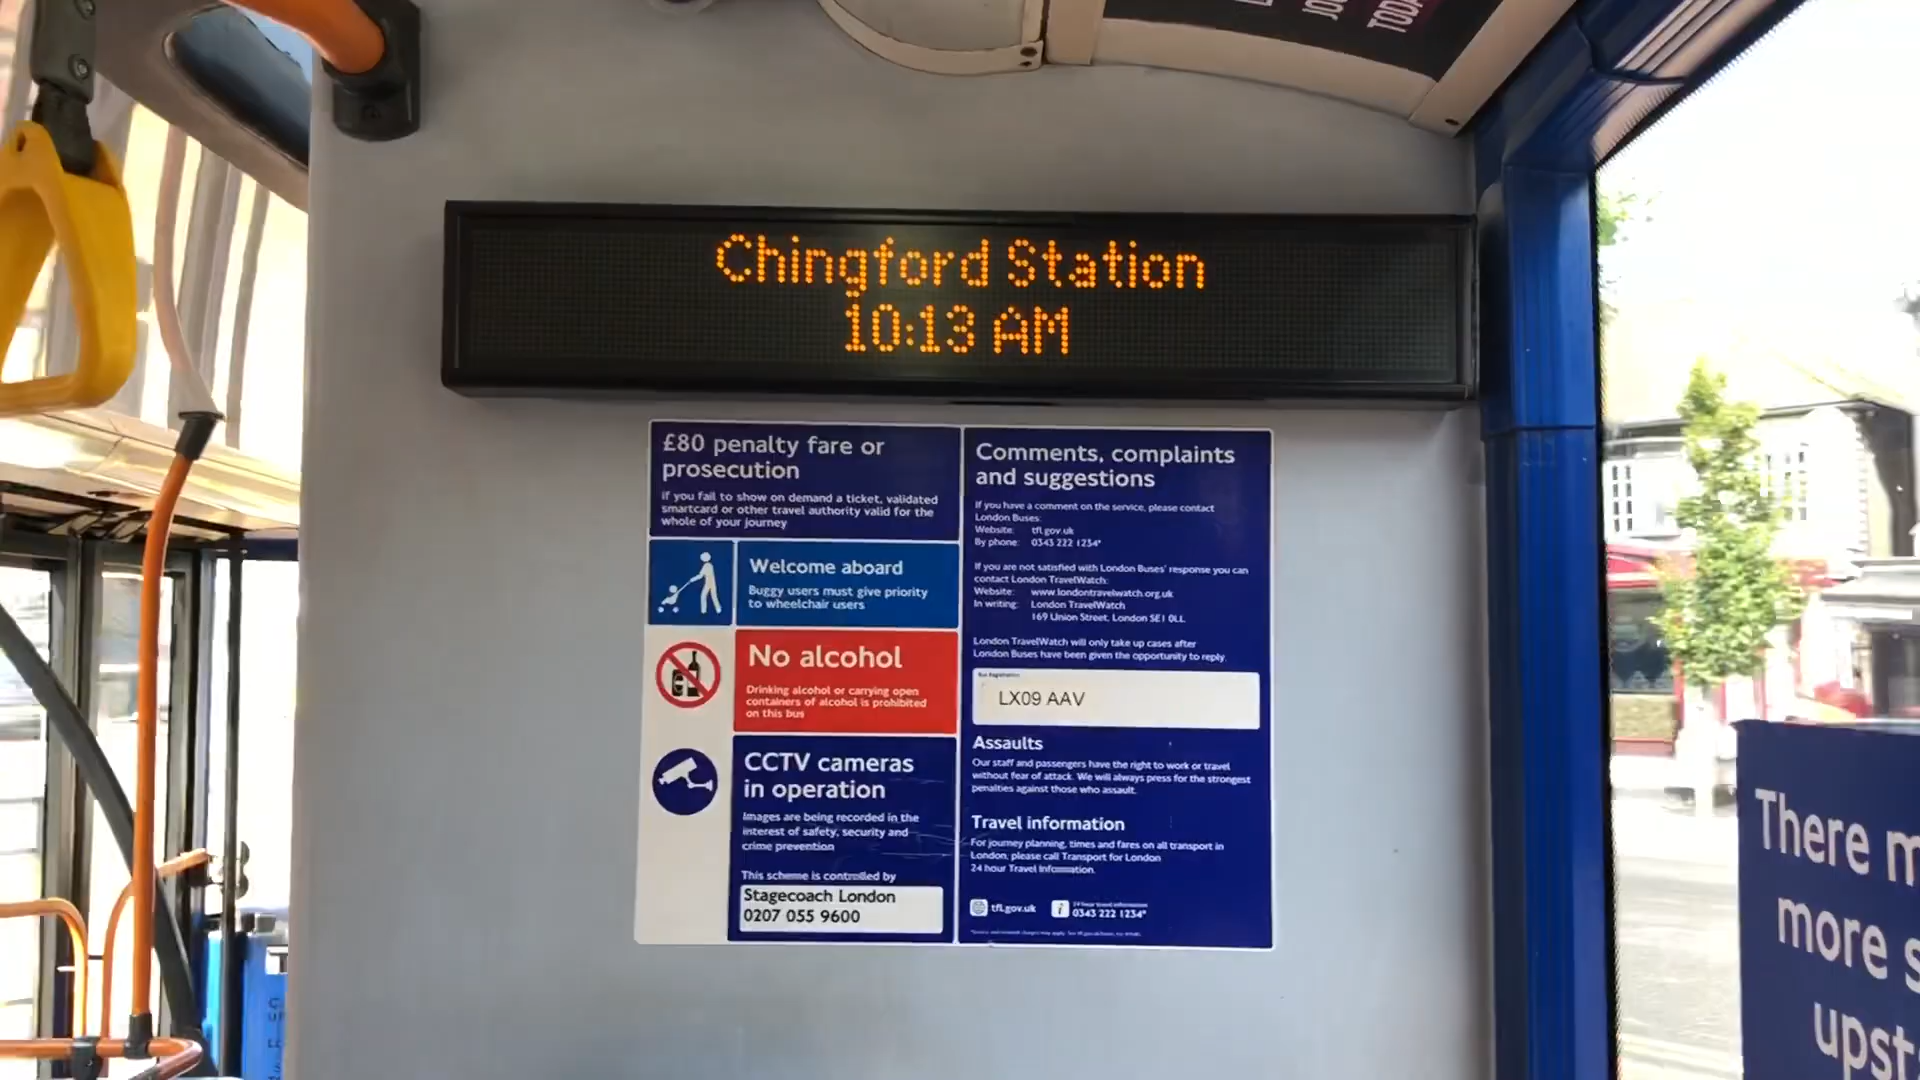 TODA
Chingford Station
10:13 AM
£80 penalty fare or
prosecution
if you fail to show on demand a ticket, validated
smartcard or other travel authority valid for the
whole of your journey
Welcome aboard
Buggy users must give priority
to wheelchair users
No alcohol
Drinking alcohol or carrying open
containers of alcohol is prohibited
on this bus
CCTV cameras
in operation
Images are being recorded in the
interest of safety, security and
crime prevention
This scheme is controlled by
Stagecoach London
0207 055 9600
Comments, complaints
and suggestions
If you have a comment on the service, please contact
London Buses:
Website: tfl.gov.uk
By phone: 0343 222 1234*
If you are not satisfied with London Buses' response you can
contact London TravelWatch:
Website: www.londontravelwatch.org.uk
In writing: London TravelWatch
169 Union Street, London SE1 0LL
London TravelWatch will only take up cases after
London Buses have been given the opportunity to reply.
Bus Registration
LX09 AAV
Assaults
Our staff and passengers have the right to work or travel
without fear of attack. We will always press for the strongest
penalties against those who assault.
Travel information
For journey planning, times and fares on all transport in
London, please call Transport for London
24 hour Travel Information.
tfl.gov.uk
24 hour travel information
0343 222 1234*
There m
more s
upst